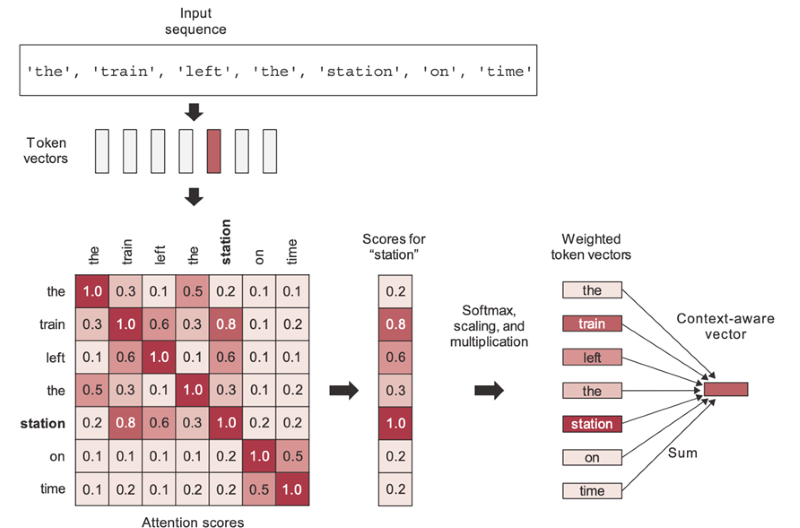 Input
sequence
'the', 'train', 'left', 'the', 'station', 'on', 'time'
Token
vectors
the train left the station on time
the 1.0 0.3 0.1 0.5 0.2 0.1 0.1
train 0.3 1.0 0.6 0.3 0.8 0.1 0.2
left 0.1 0.6 1.0 0.1 0.6 0.1 0.1
the 0.5 0.3 0.1 1.0 0.3 0.1 0.2
station 0.2 0.8 0.6 0.3 1.0 0.2 0.2
on 0.1 0.1 0.1 0.1 0.2 1.0 0.5
time 0.1 0.2 0.1 0.2 0.2 0.5 1.0
Attention scores
Scores for
“station”
0.2
0.8
0.6
0.3
1.0
0.2
0.2
Softmax,
scaling, and
multiplication
Weighted
token vectors
the
train
left
the
station
on
time
Context-aware
vector
Sum